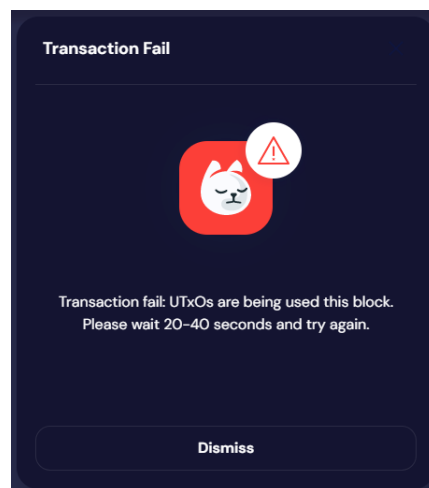 Transaction Fail
Transaction fail: UTxOs are being used this block.
Please wait 20-40 seconds and try again.
Dismiss